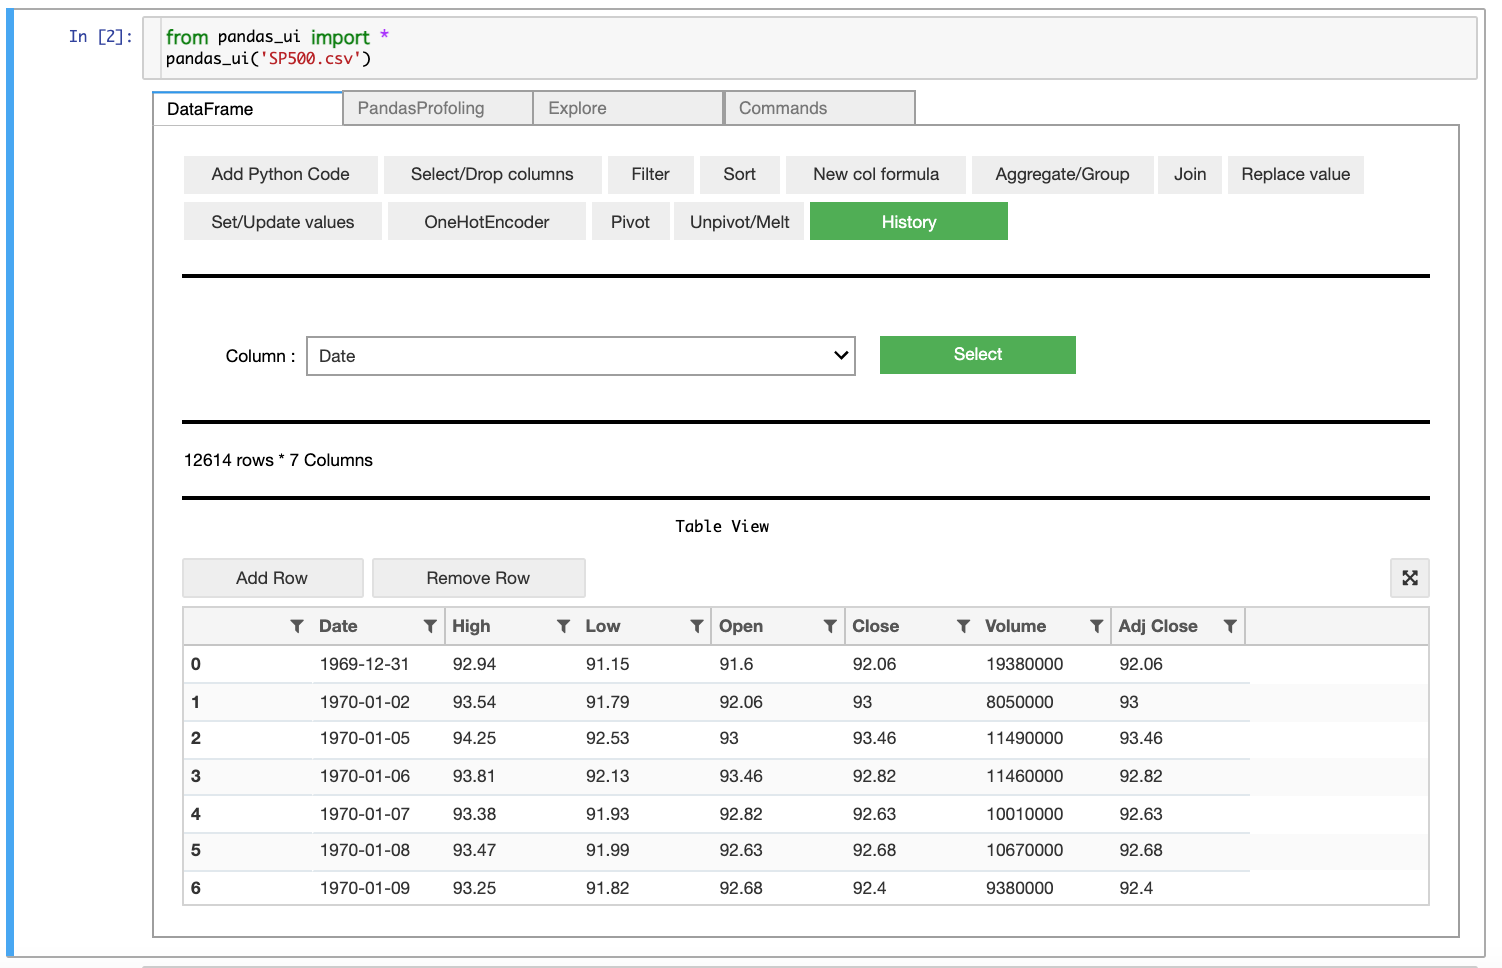 In [2]: from pandas_ui import *
pandas_ui('SP500.csv')
DataFrame PandasProfoling Explore Commands
Add Python Code Select/Drop columns Filter Sort New col formula Aggregate/Group Join Replace value
Set/Update values OneHotEncoder Pivot Unpivot/Melt History
Column : Date Select
12614 rows * 7 Columns
Table View
Add Row Remove Row
Date High Low Open Close Volume Adj Close
0 1969-12-31 92.94 91.15 91.6 92.06 19380000 92.06
1 1970-01-02 93.54 91.79 92.06 93 8050000 93
2 1970-01-05 94.25 92.53 93 93.46 11490000 93.46
3 1970-01-06 93.81 92.13 93.46 92.82 11460000 92.82
4 1970-01-07 93.38 91.93 92.82 92.63 10010000 92.63
5 1970-01-08 93.47 91.99 92.63 92.68 10670000 92.68
6 1970-01-09 93.25 91.82 92.68 92.4 9380000 92.4